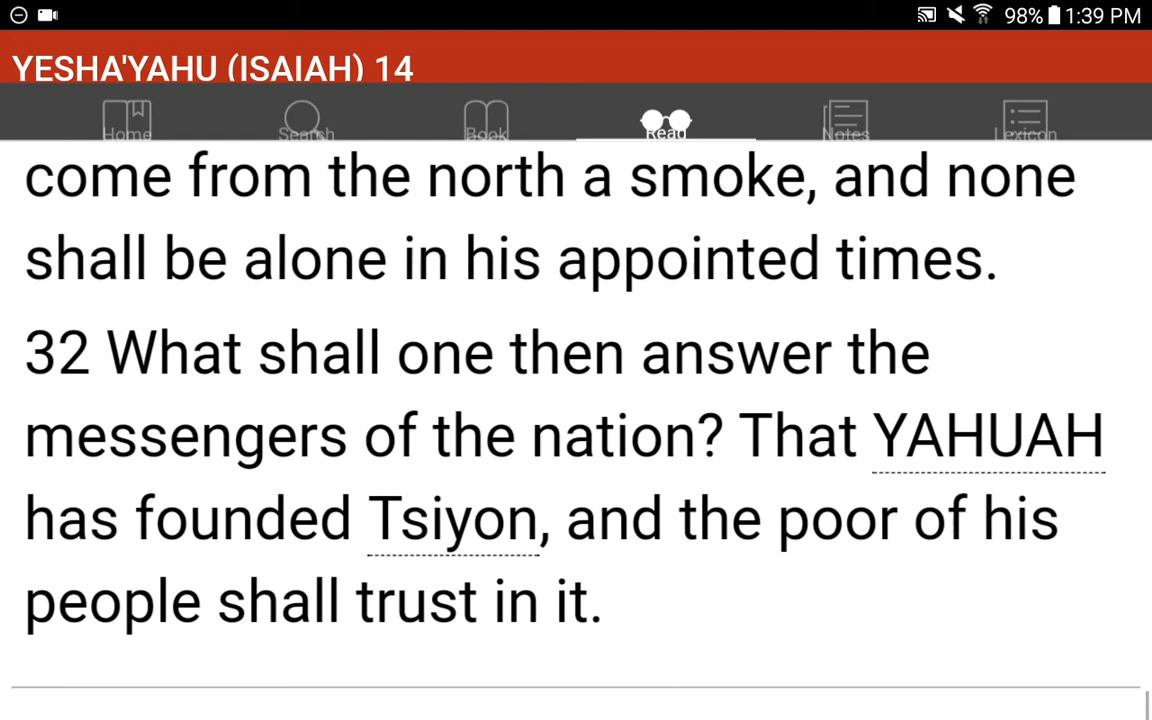 98% 1:39 PM
YESHA'YAHU (ISAIAH) 14
Home Search Book Read Notes Lexicon
come from the north a smoke, and none
shall be alone in his appointed times.
32 What shall one then answer the
messengers of the nation? That YAHUAH
has founded Tsiyon, and the poor of his
people shall trust in it.